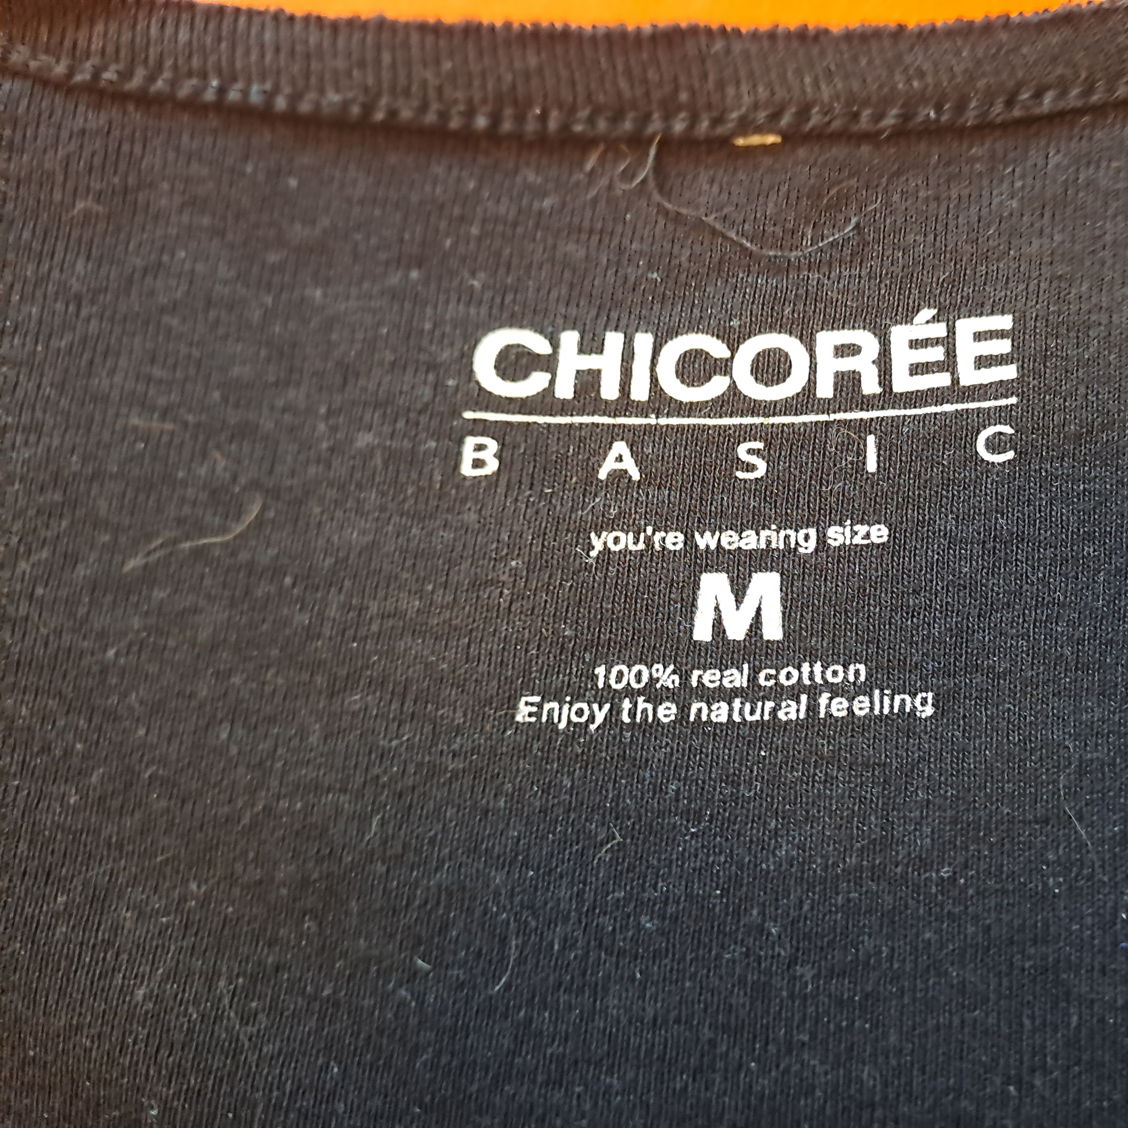 CHICORÉE
BASIC
you're wearing size
M
100% real cotton
Enjoy the natural feeling